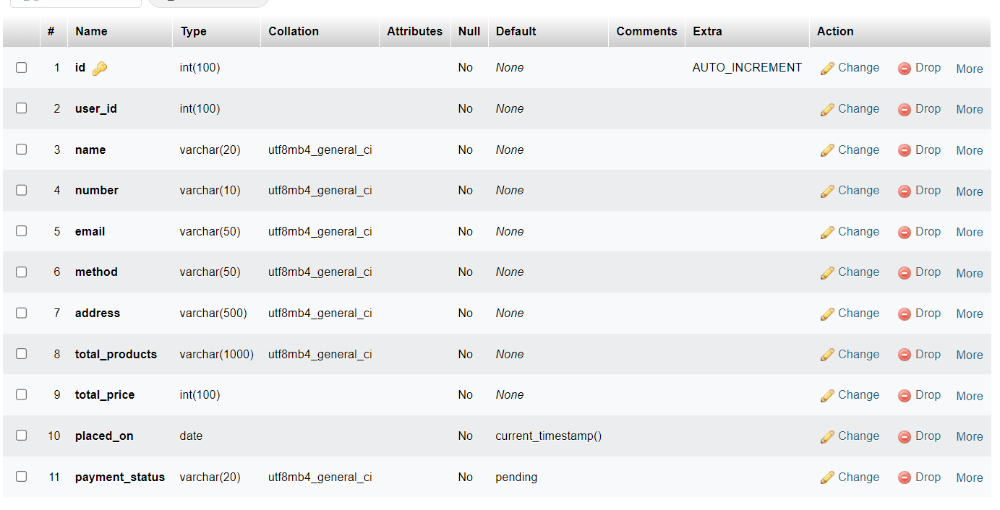 # Name Type Collation Attributes Null Default Comments Extra Action
1 id int(100) No None AUTO_INCREMENT Change Drop More
2 user_id int(100) No None Change Drop More
3 name varchar(20) utf8mb4_general_ci No None Change Drop More
4 number varchar(10) utf8mb4_general_ci No None Change Drop More
5 email varchar(50) utf8mb4_general_ci No None Change Drop More
6 method varchar(50) utf8mb4_general_ci No None Change Drop More
7 address varchar(500) utf8mb4_general_ci No None Change Drop More
8 total_products varchar(1000) utf8mb4_general_ci No None Change Drop More
9 total_price int(100) No None Change Drop More
10 placed_on date No current_timestamp() Change Drop More
11 payment_status varchar(20) utf8mb4_general_ci No pending Change Drop More